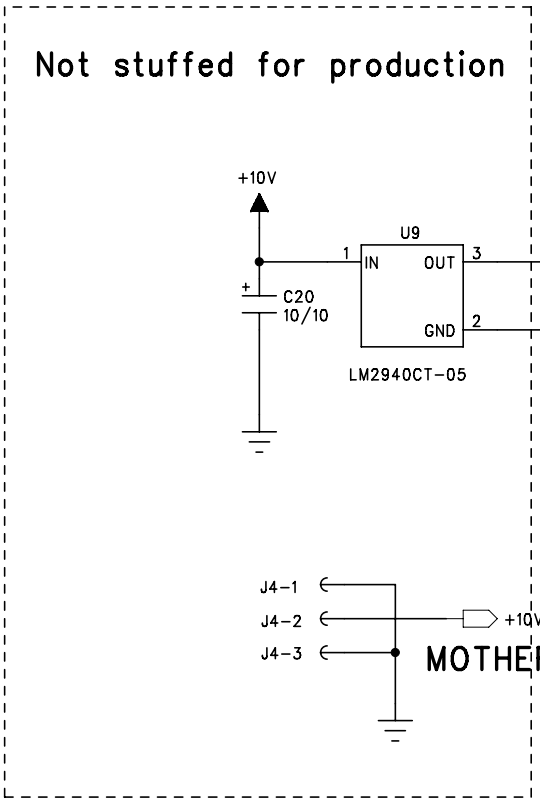 Not stuffed for production
+10V
U9
1 IN OUT 3
+ C20
10/10
GND 2
LM2940CT-05
J4-1
J4-2 +10V
J4-3
MOTHER